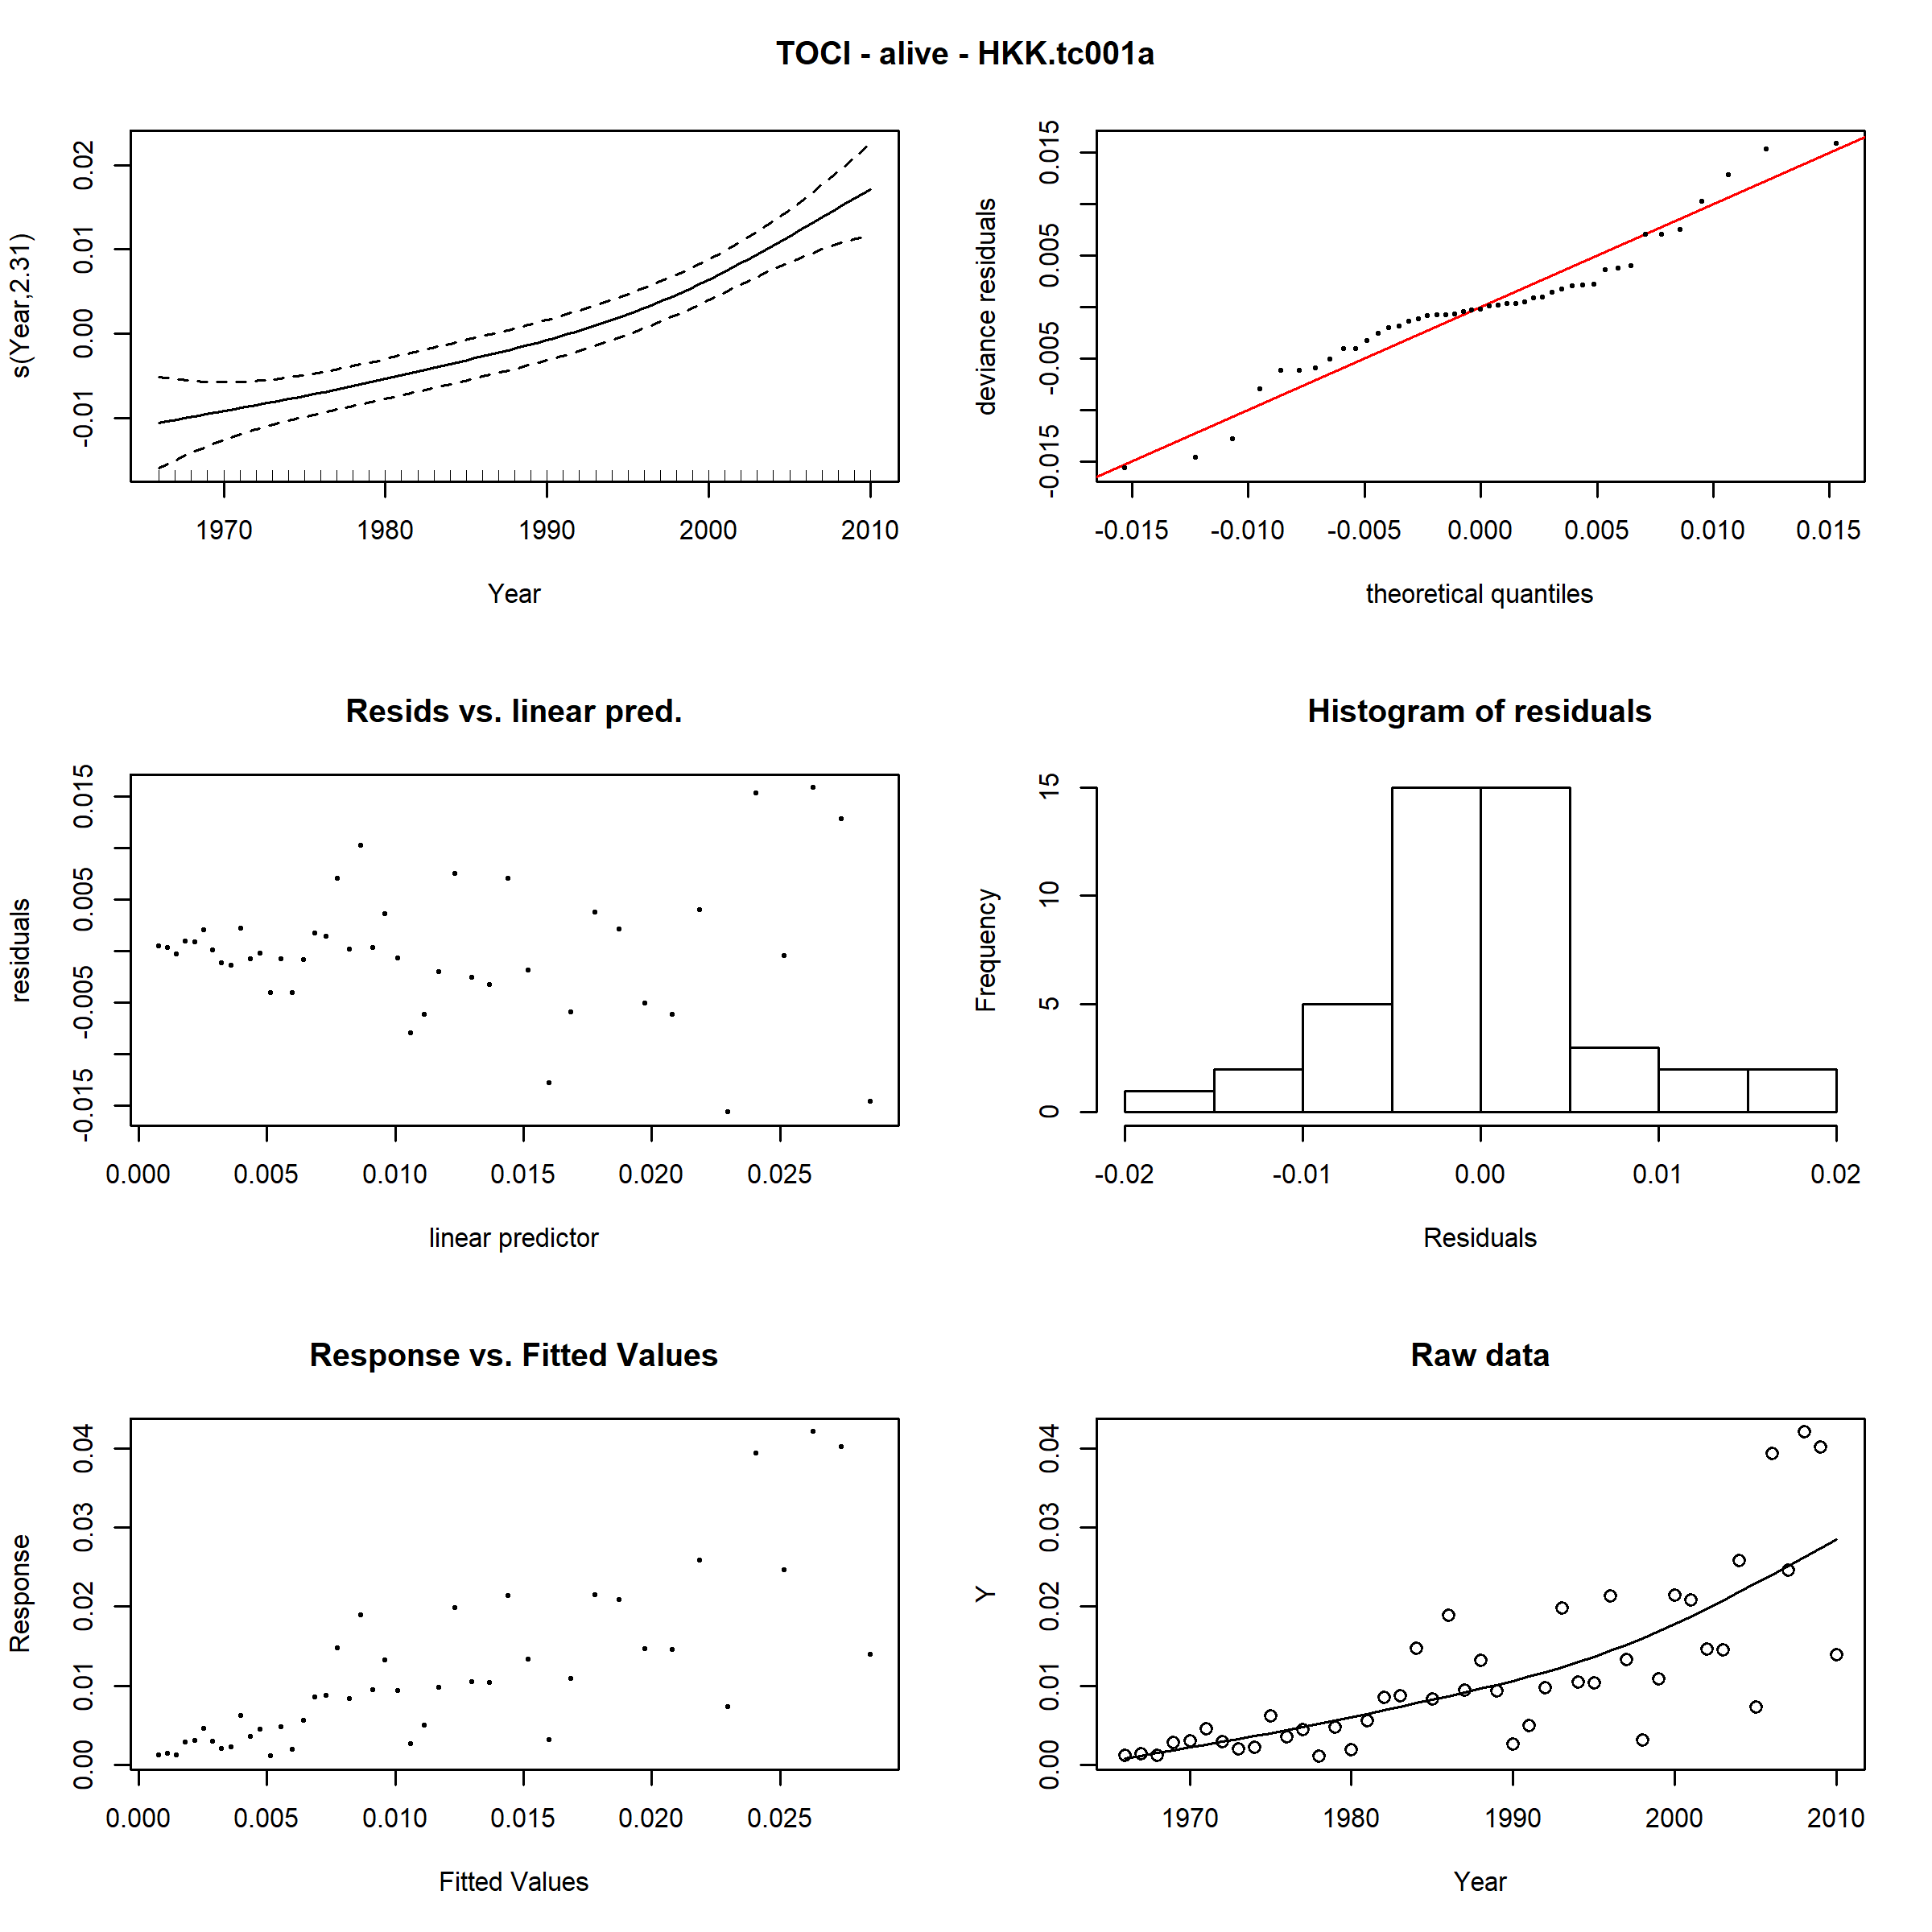 TOCI - alive - HKK.tc001a
s(Year,2.31)
0.02
0.01
0.00
-0.01
1970 1980 1990 2000 2010
Year
deviance residuals
0.015
0.005
-0.005
-0.015
-0.015 -0.010 -0.005 0.000 0.005 0.010 0.015
theoretical quantiles
Resids vs. linear pred.
residuals
0.015
0.005
-0.005
-0.015
0.000 0.005 0.010 0.015 0.020 0.025
linear predictor
Histogram of residuals
Frequency
15
10
5
0
-0.02 -0.01 0.00 0.01 0.02
Residuals
Response vs. Fitted Values
Response
0.04
0.03
0.02
0.01
0.00
0.000 0.005 0.010 0.015 0.020 0.025
Fitted Values
Raw data
Y
0.04
0.03
0.02
0.01
0.00
1970 1980 1990 2000 2010
Year